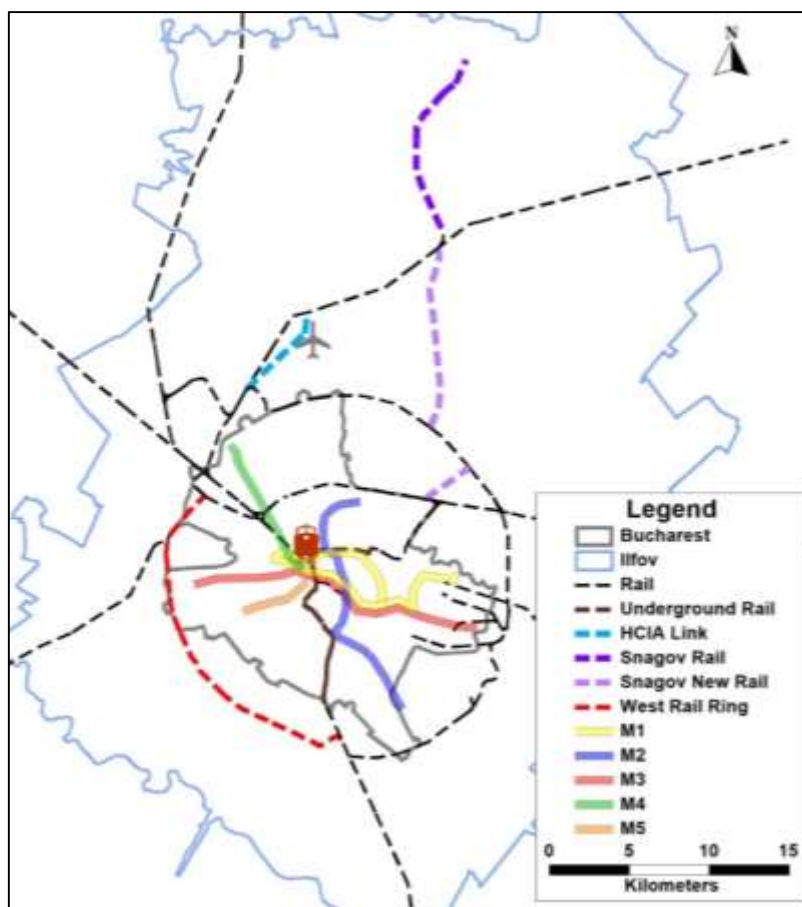 N
Legend
Bucharest
Ilfov
Rail
Underground Rail
HCIA Link
Snagov Rail
Snagov New Rail
West Rail Ring
M1
M2
M3
M4
M5
0 5 10 15
Kilometers